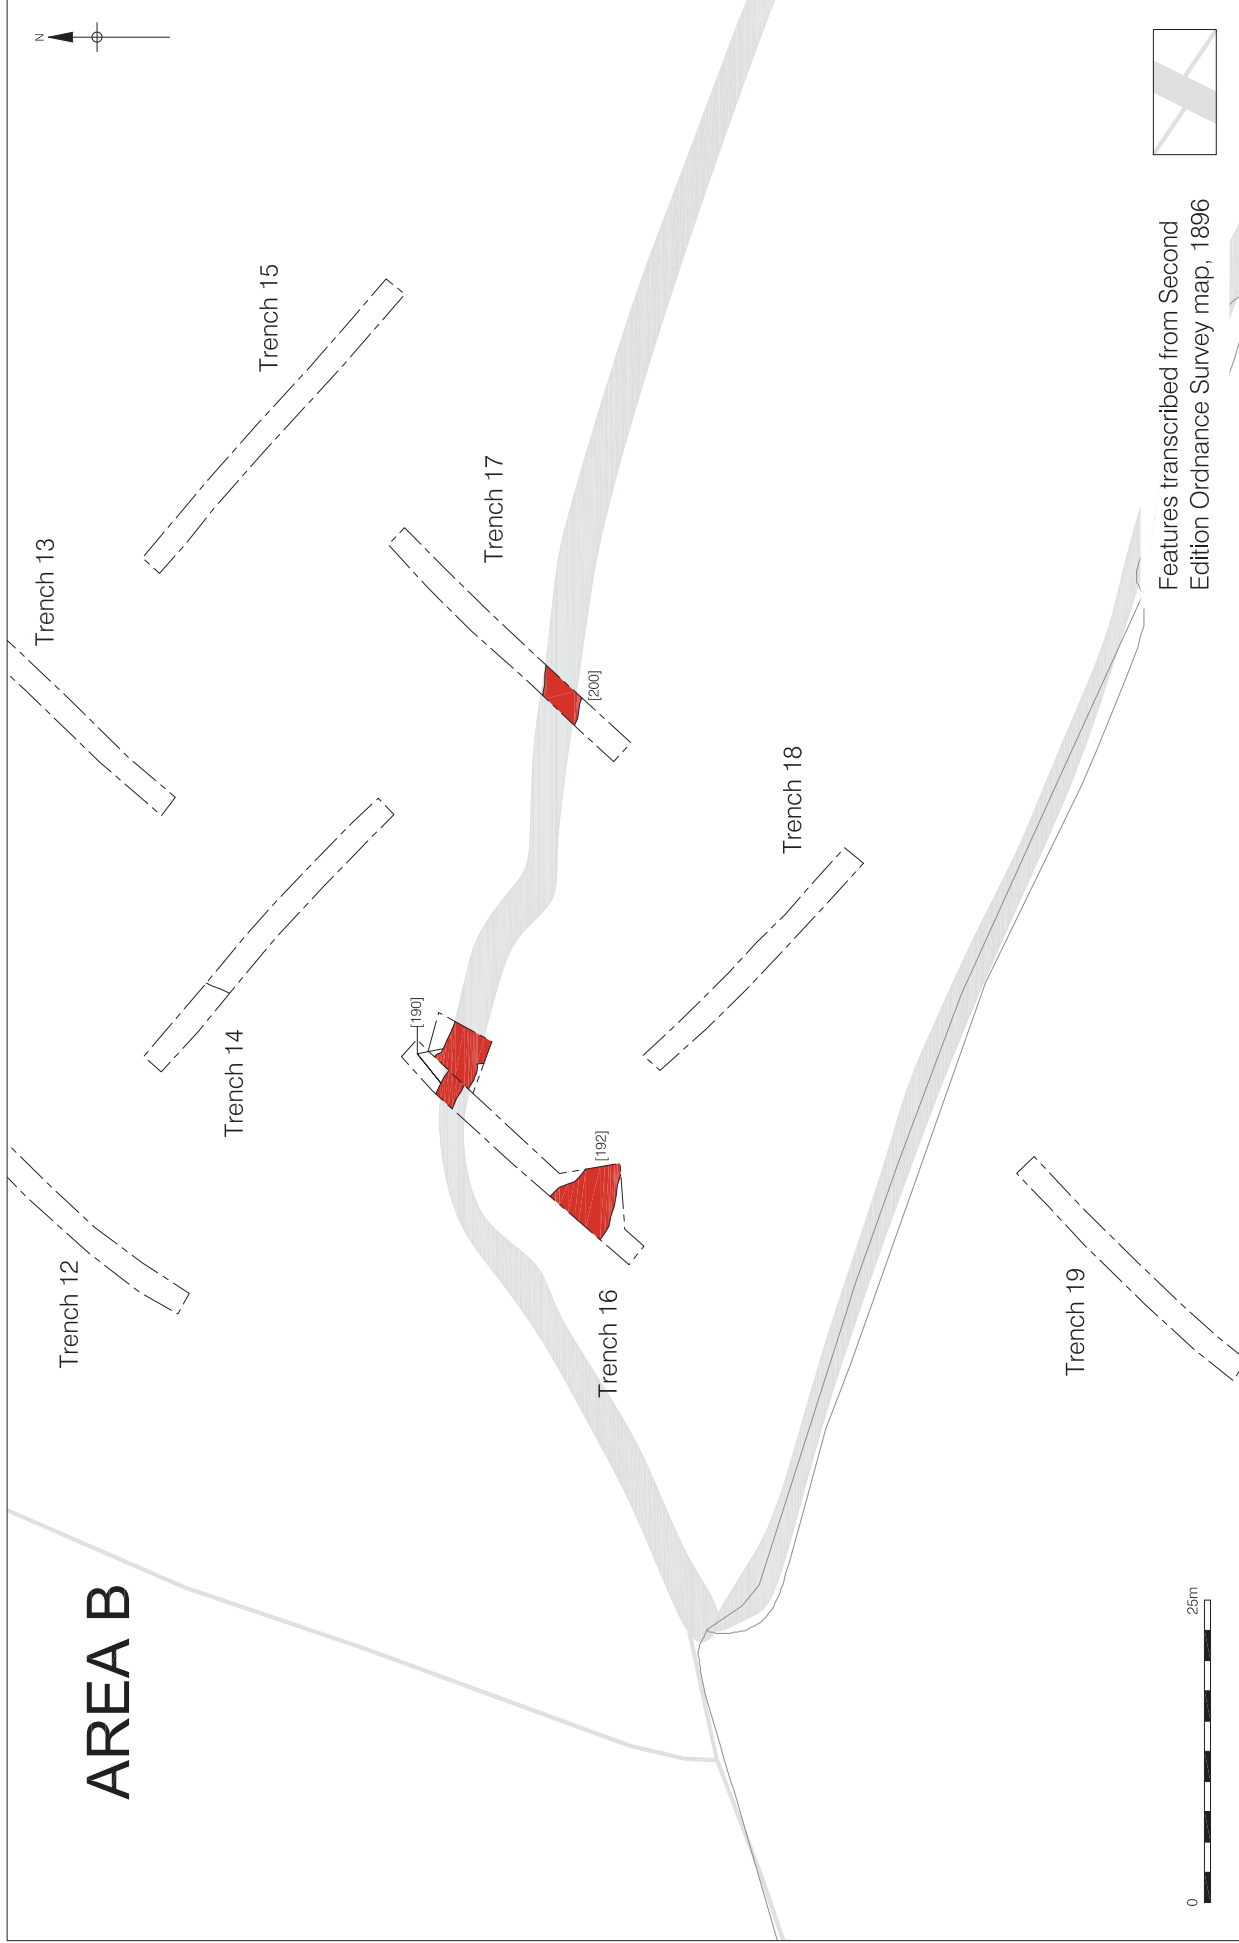 AREA B
N
Trench 12
Trench 13
Trench 14
Trench 15
[190]
Trench 17
[200]
[192]
Trench 16
Trench 18
Trench 19
Features transcribed from Second
Edition Ordnance Survey map, 1896
0
25m